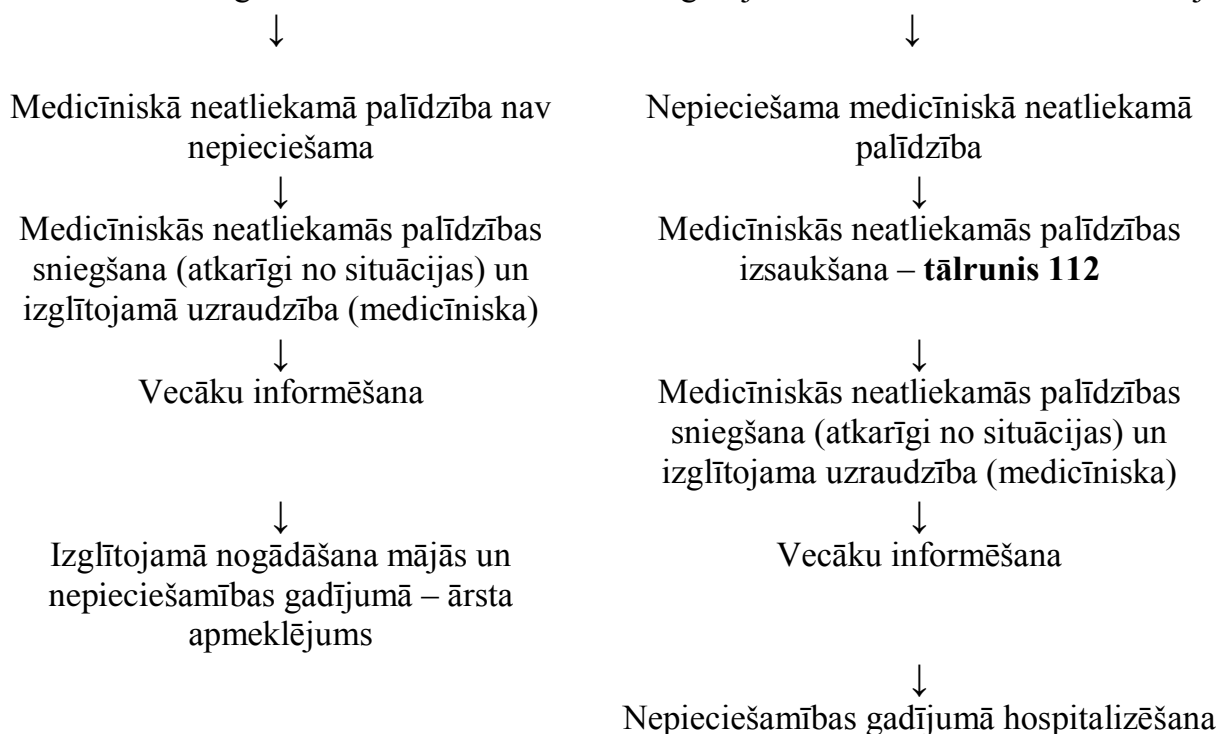 ↓
Medicīniskā neatliekamā palīdzība nav
nepieciešama
↓
Medicīniskās neatliekamās palīdzības
sniegšana (atkarīgi no situācijas) un
izglītojamā uzraudzība (medicīniska)
↓
Vecāku informēšana
↓
Izglītojamā nogādāšana mājās un
nepieciešamības gadījumā – ārsta
apmeklējums
↓
Nepieciešama medicīniskā neatliekamā
palīdzība
↓
Medicīniskās neatliekamās palīdzības
izsaukšana – tālrunis 112
↓
Medicīniskās neatliekamās palīdzības
sniegšana (atkarīgi no situācijas) un
izglītojama uzraudzība (medicīniska)
↓
Vecāku informēšana
↓
Nepieciešamības gadījumā hospitalizēšana